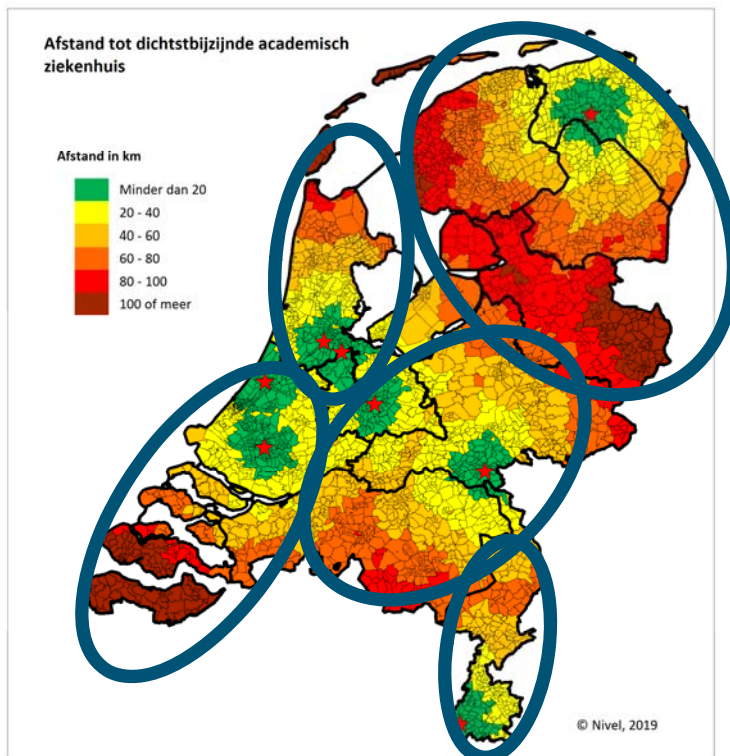 Afstand tot dichtstbijzijnde academisch
ziekenhuis
Afstand in km
Minder dan 20
20 - 40
40 - 60
60 - 80
80 - 100
100 of meer
© Nivel, 2019